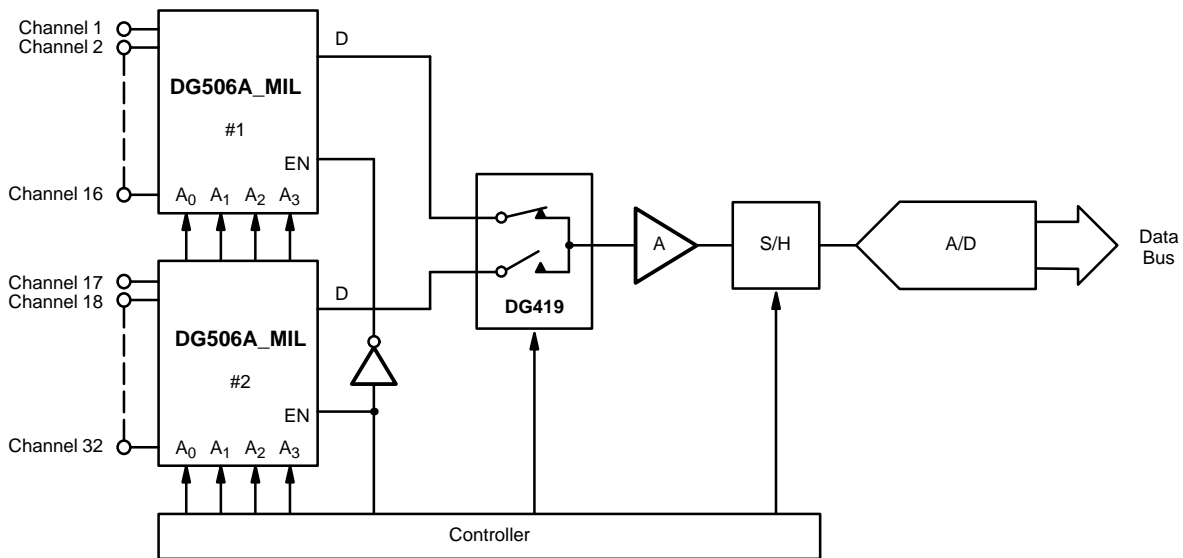 Channel 1
Channel 2
D
DG506A_MIL
#1
EN
Channel 16
A0 A1 A2 A3
Channel 17
Channel 18
D
DG506A_MIL
#2
EN
Channel 32
A0 A1 A2 A3
DG419
A
S/H
A/D
Data
Bus
Controller